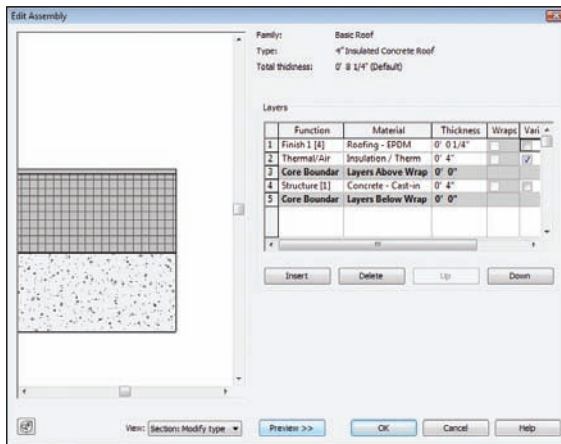 Edit Assembly
Family: Basic Roof
Type: 4" Insulated Concrete Roof
Total thickness: 0' 8 1/4" (Default)
Layers
Function Material Thickness Wraps Vari
1 Finish 1 [4] Roofing - EPDM 0' 0 1/4"
2 Thermal/Air Insulation / Therm 0' 4"
3 Core Boundar Layers Above Wrap 0' 0"
4 Structure [1] Concrete - Cast-in 0' 4"
5 Core Boundar Layers Below Wrap 0' 0"
Insert Delete Up Down
View: Section: Modify type Preview >> OK Cancel Help